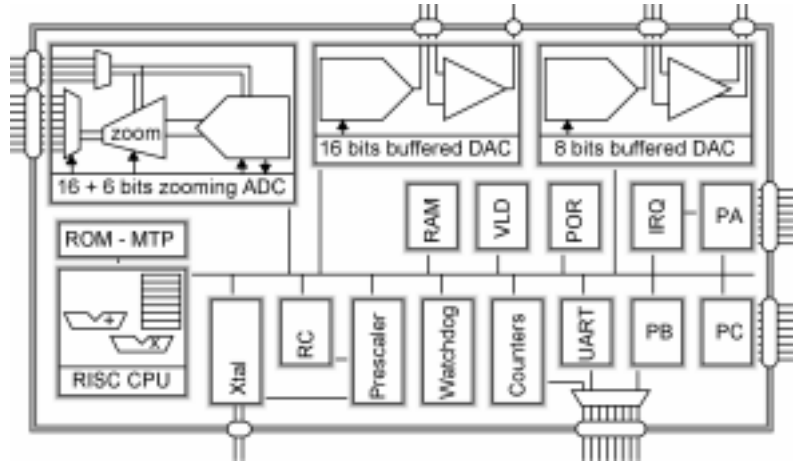 zoom
16 + 6 bits zooming ADC
16 bits buffered DAC
8 bits buffered DAC
RAM
VLD
POR
IRQ
PA
ROM - MTP
+
x
RISC CPU
Xtal
RC
Prescaler
Watchdog
Counters
UART
PB
PC